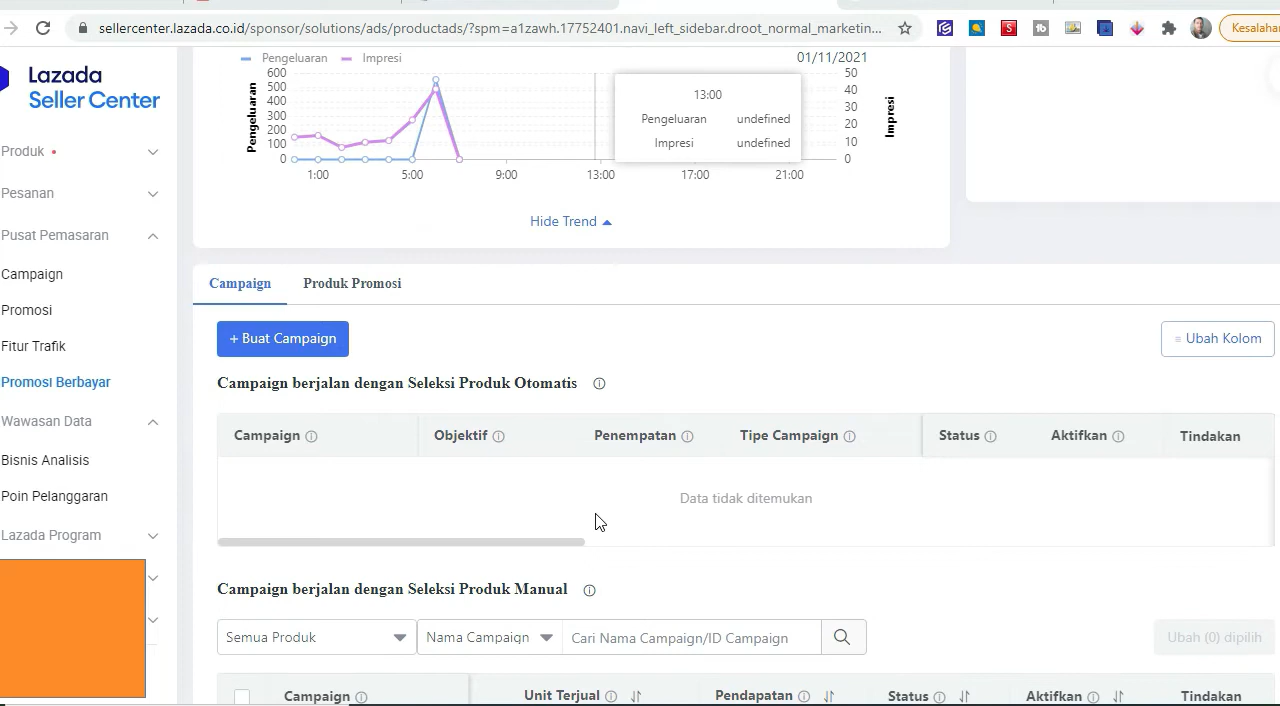 sellercenter.lazada.co.id/sponsor/solutions/ads/productads/?spm=a1zawh.17752401.navi_left_sidebar.droot_normal_marketin...
Kesalahan
Lazada
Seller Center
Produk
Pesanan
Pusat Pemasaran
Campaign
Promosi
Fitur Trafik
Promosi Berbayar
Wawasan Data
Bisnis Analisis
Poin Pelanggaran
Lazada Program
Pengeluaran Impresi 01/11/2021
Pengeluaran
600
500
400
300
200
100
0
50
40
30
20
10
0
Impresi
1:00 5:00 9:00 13:00 17:00 21:00
13:00
Pengeluaran undefined
Impresi undefined
Hide Trend
Campaign Produk Promosi
+ Buat Campaign
Ubah Kolom
Campaign berjalan dengan Seleksi Produk Otomatis
Campaign Objektif Penempatan Tipe Campaign Status Aktifkan Tindakan
Data tidak ditemukan
Campaign berjalan dengan Seleksi Produk Manual
Semua Produk Nama Campaign Cari Nama Campaign/ID Campaign Ubah (0) dipilih
Campaign Unit Terjual Pendapatan Status Aktifkan Tindakan